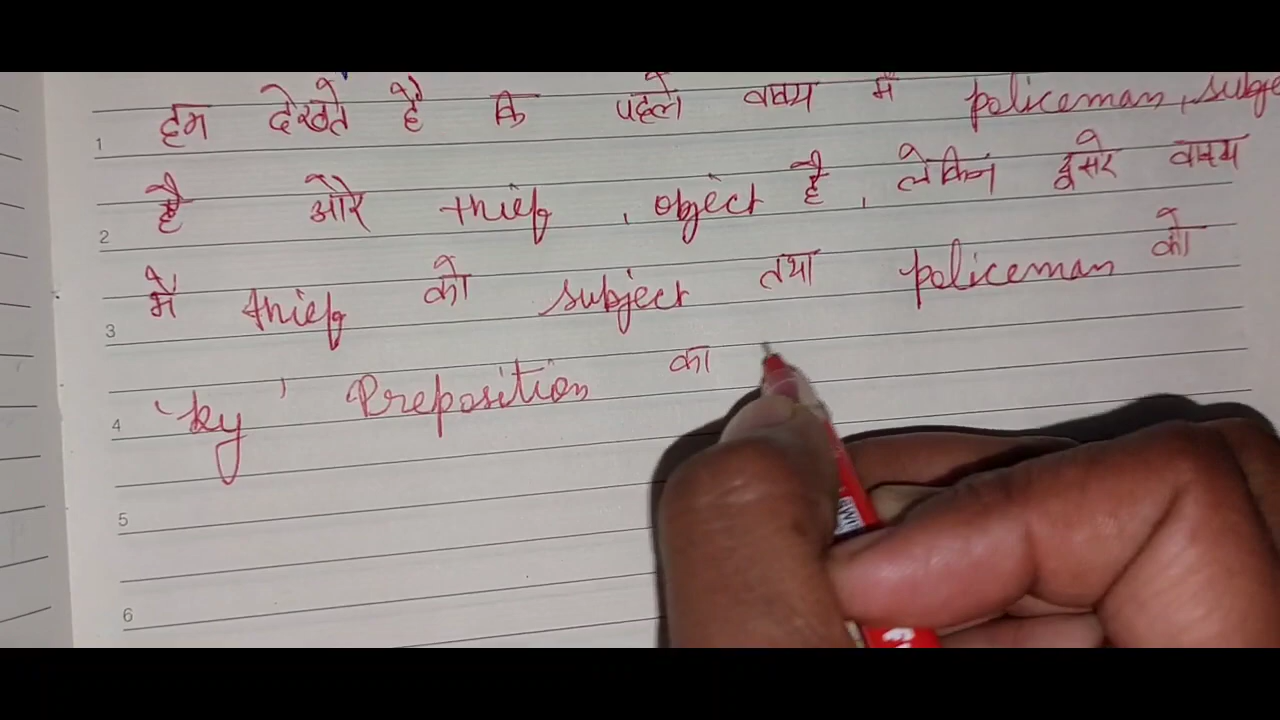 हम देखते है कि पहले वाक्य में policeman, subje
है और thief , object है , लेकिन दूसरे वाक्य
में thief को subject तथा policeman को
'by' Preposition का